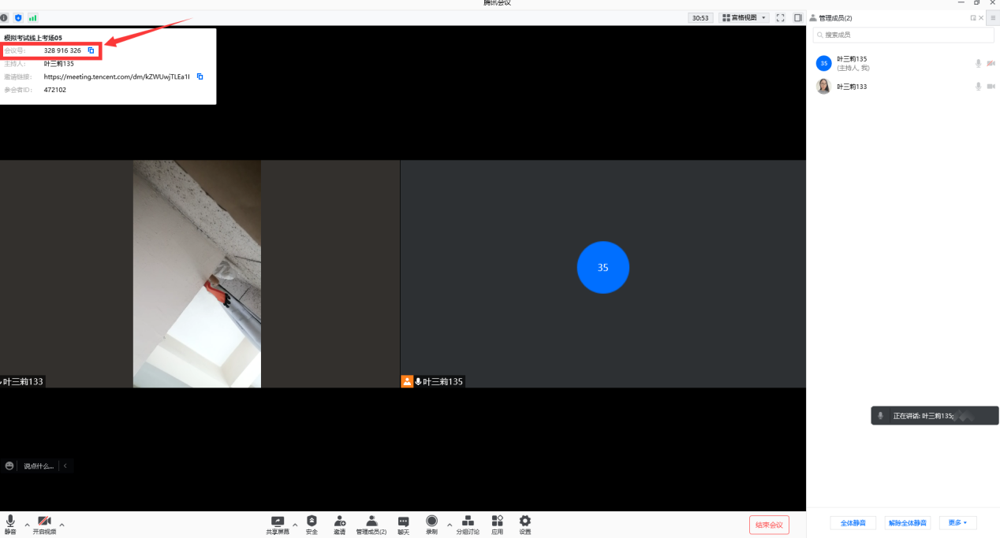 腾讯会议
30:53
宫格视图
管理成员(2)
搜索成员
模拟考试线上考场05
会议号:
328 916 326
主持人:
叶三莉135
邀请链接:
https://meeting.tencent.com/dm/kZWUwjTLEa1I
参会者ID:
472102
35
叶三莉135
(主持人, 我)
叶三莉133
35
叶三莉133
叶三莉135
正在讲话: 叶三莉135;
说点什么...
静音
开启视频
共享屏幕
安全
邀请
管理成员(2)
聊天
录制
分组讨论
应用
设置
结束会议
全体静音
解除全体静音
更多